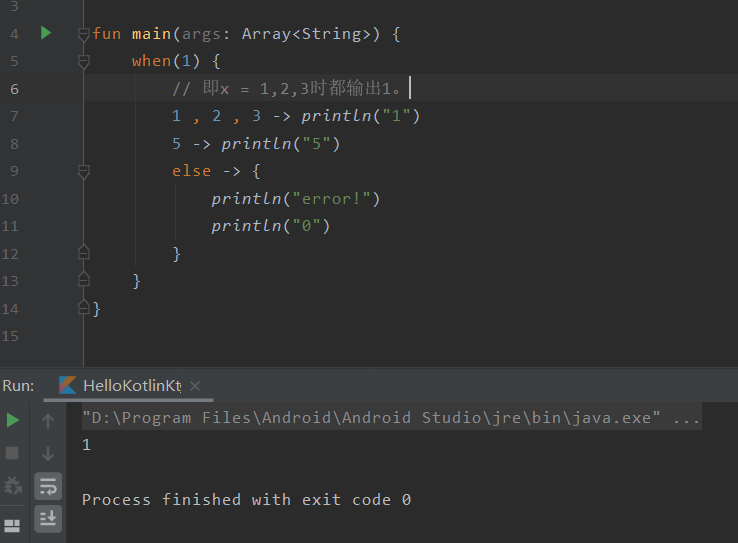 3
4 fun main(args: Array<String>) {
5 when(1) {
6 // 即x = 1,2,3时都输出1。
7 1 , 2 , 3 -> println("1")
8 5 -> println("5")
9 else -> {
10 println("error!")
11 println("0")
12 }
13 }
14 }
15
Run: HelloKotlinKt
"D:\Program Files\Android\Android Studio\jre\bin\java.exe" ...
1
Process finished with exit code 0